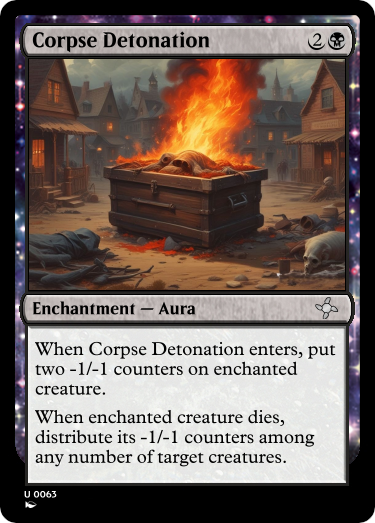 Corpse Detonation 2
Enchantment — Aura
When Corpse Detonation enters, put
two -1/-1 counters on enchanted
creature.
When enchanted creature dies,
distribute its -1/-1 counters among
any number of target creatures.
U 0063